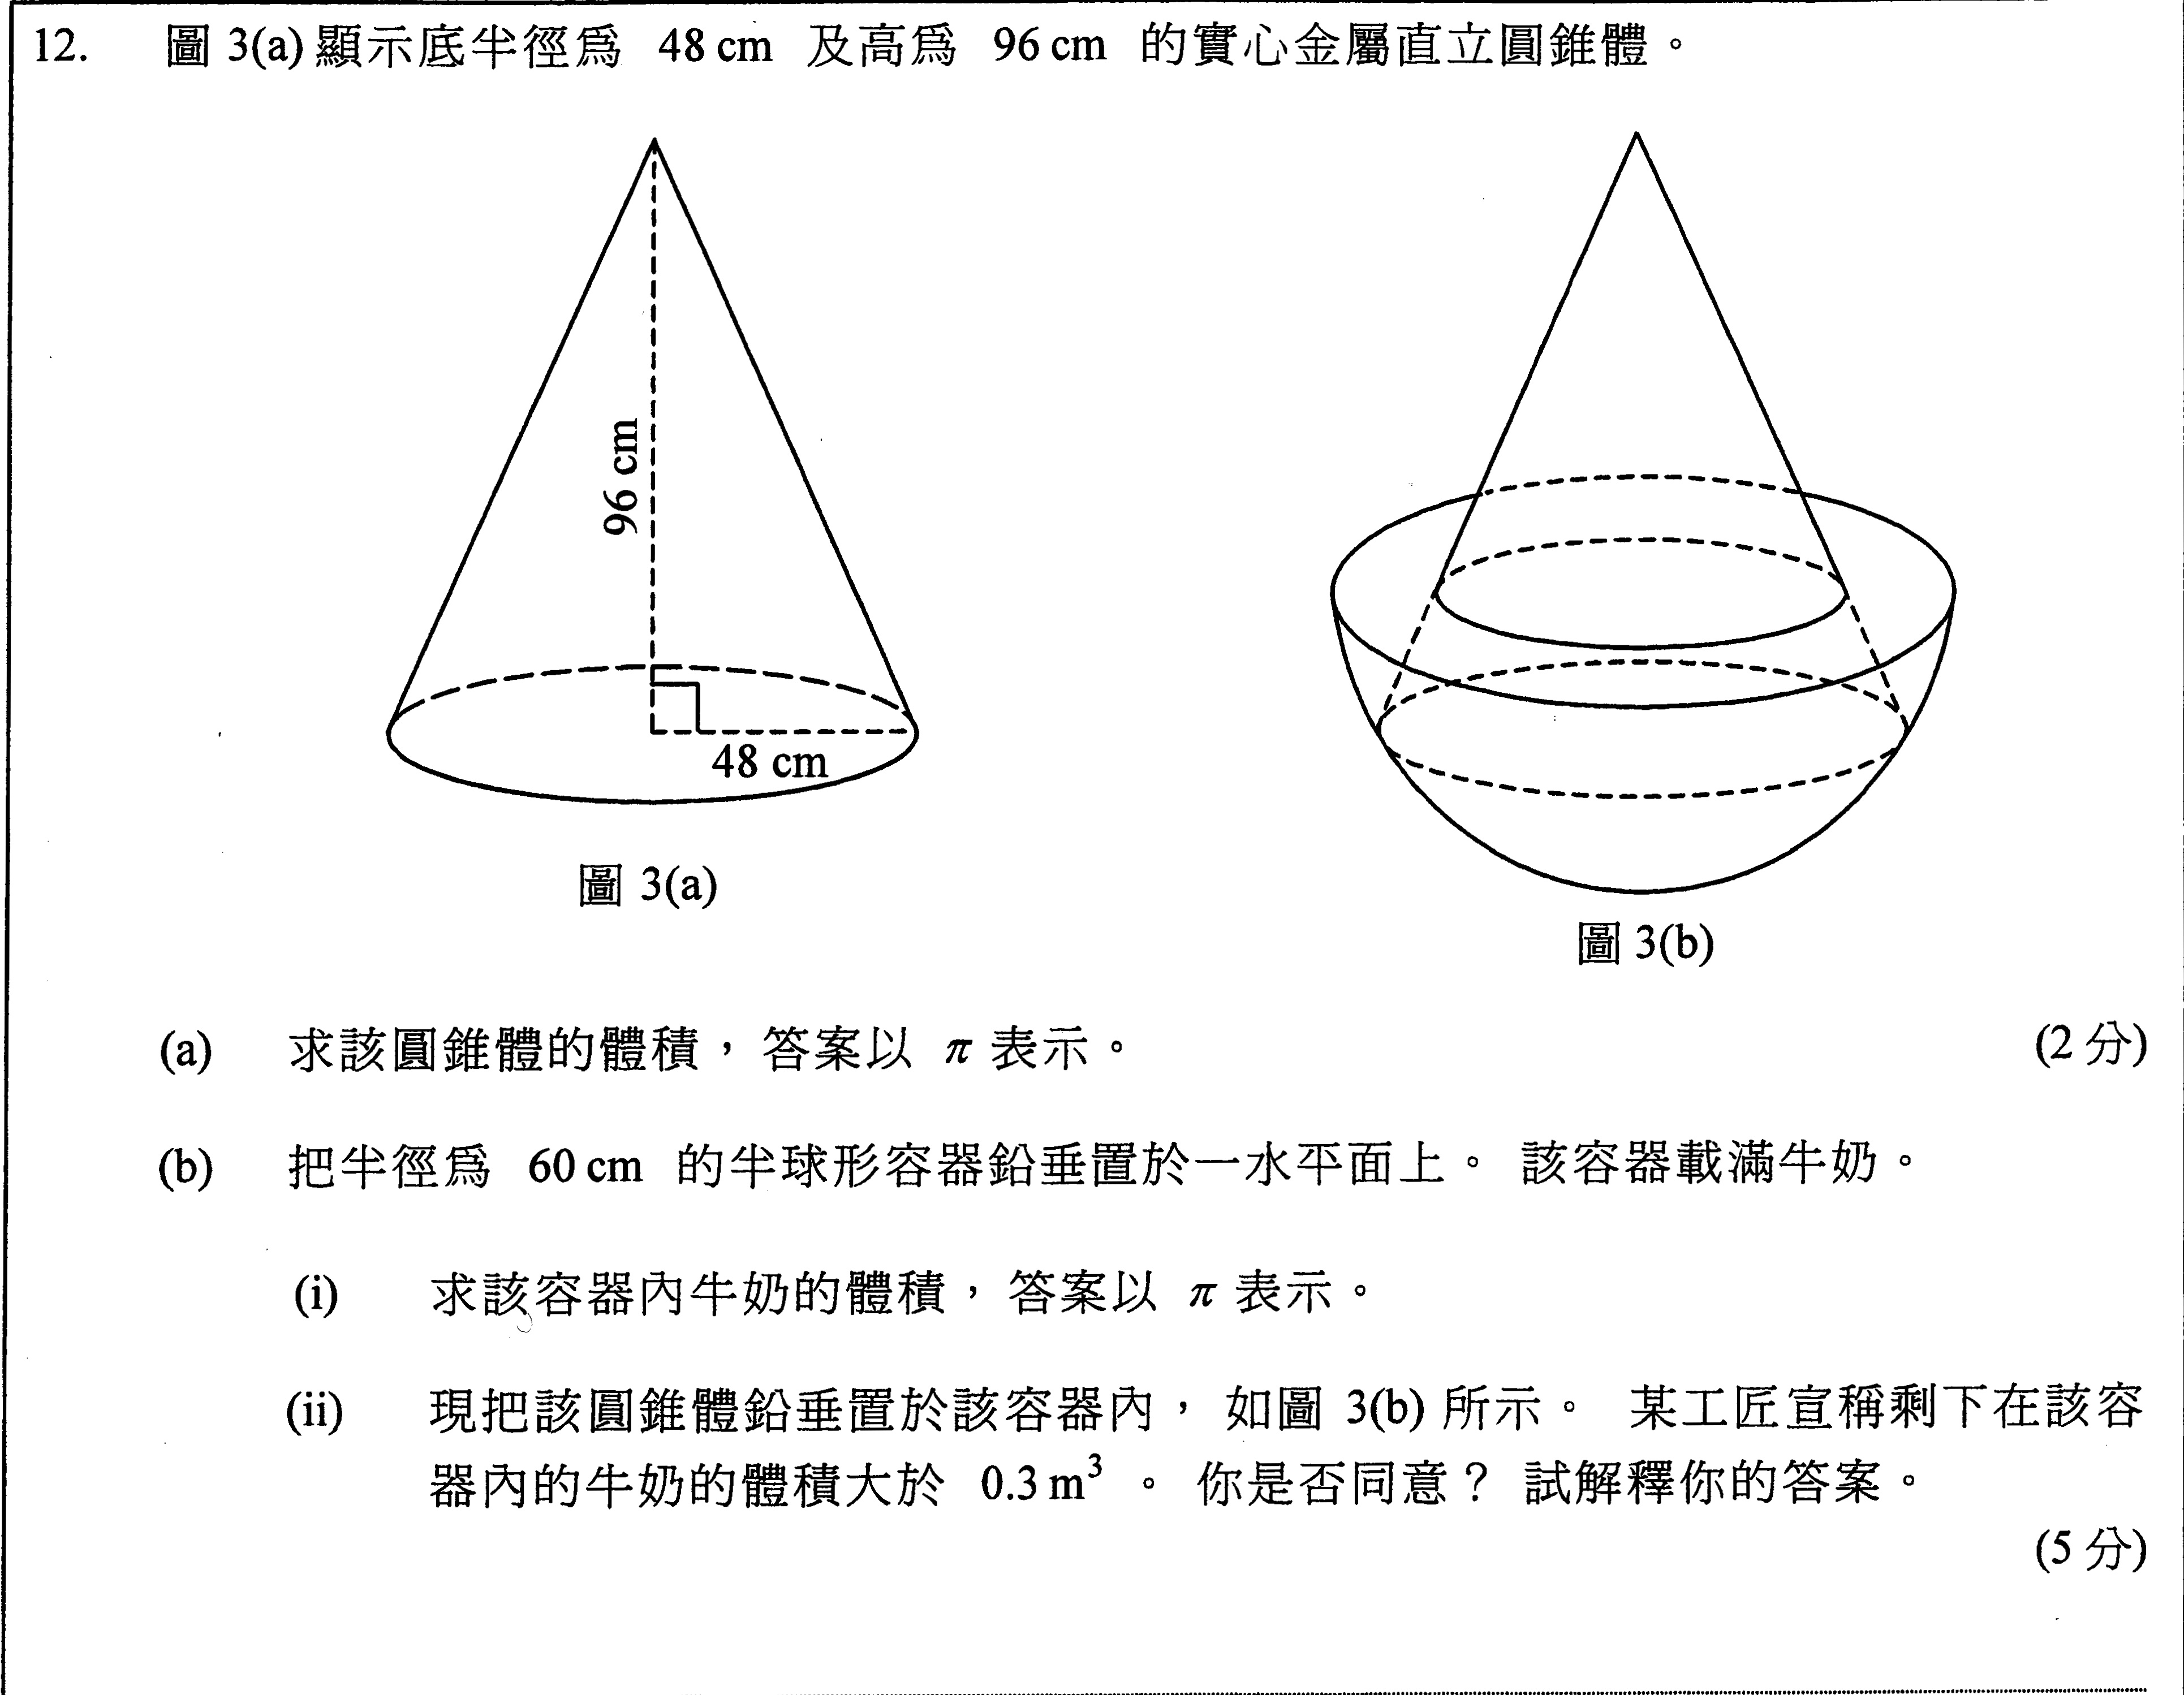 12. 圖 3(a) 顯示底半徑爲 48 cm 及高爲 96 cm 的實心金屬直立圓錐體。
96 cm
48 cm
圖 3(a)
圖 3(b)
(a) 求該圓錐體的體積，答案以 π 表示。 (2 分)
(b) 把半徑爲 60 cm 的半球形容器鉛垂置於一水平面上。 該容器載滿牛奶。
(i) 求該容器內牛奶的體積，答案以 π 表示。
(ii) 現把該圓錐體鉛垂置於該容器內， 如圖 3(b) 所示。 某工匠宣稱剩下在該容
器內的牛奶的體積大於 0.3 m³ 。 你是否同意？ 試解釋你的答案。
(5 分)